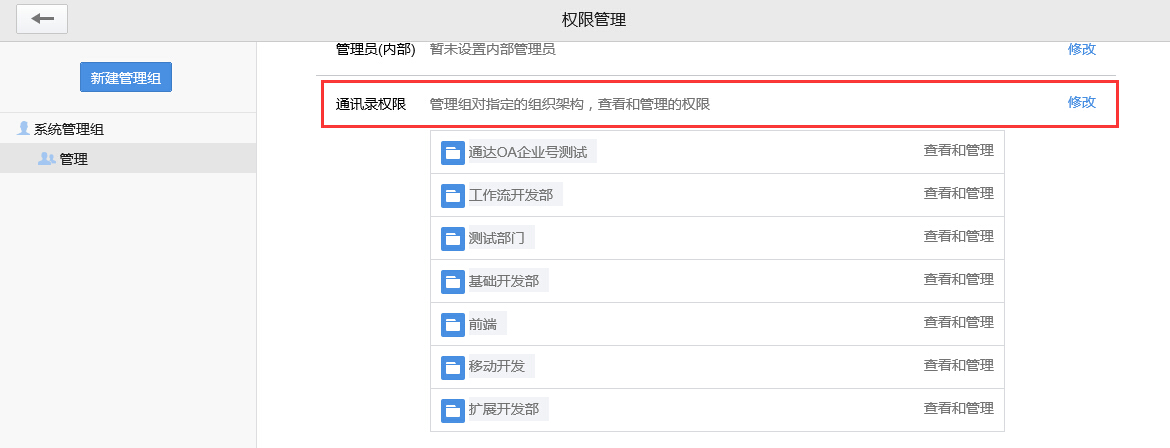 权限管理
新建管理组
系统管理组
管理
管理员(内部) 暂未设置内部管理员 修改
通讯录权限 管理组对指定的组织架构，查看和管理的权限 修改
通达OA企业号测试 查看和管理
工作流开发部 查看和管理
测试部门 查看和管理
基础开发部 查看和管理
前端 查看和管理
移动开发 查看和管理
扩展开发部 查看和管理